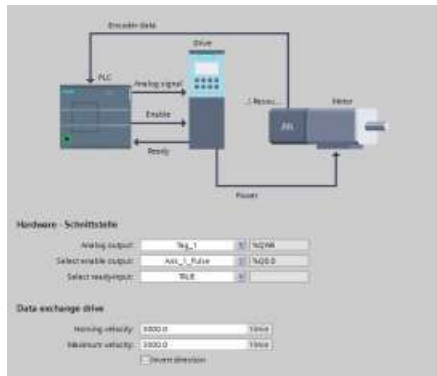 Encoder data
Drive
PLC
Analog signal
Enable
Ready
Motor
Power
Hardware - Schnittstelle
Analog output: Tag_1
Select enable output: Axis_1_Pulse %Q0.0
Select ready input: TRUE
Data exchange drive
Homing velocity: 3000.0 1/min
Maximum velocity: 3000.0 1/min
Invert direction